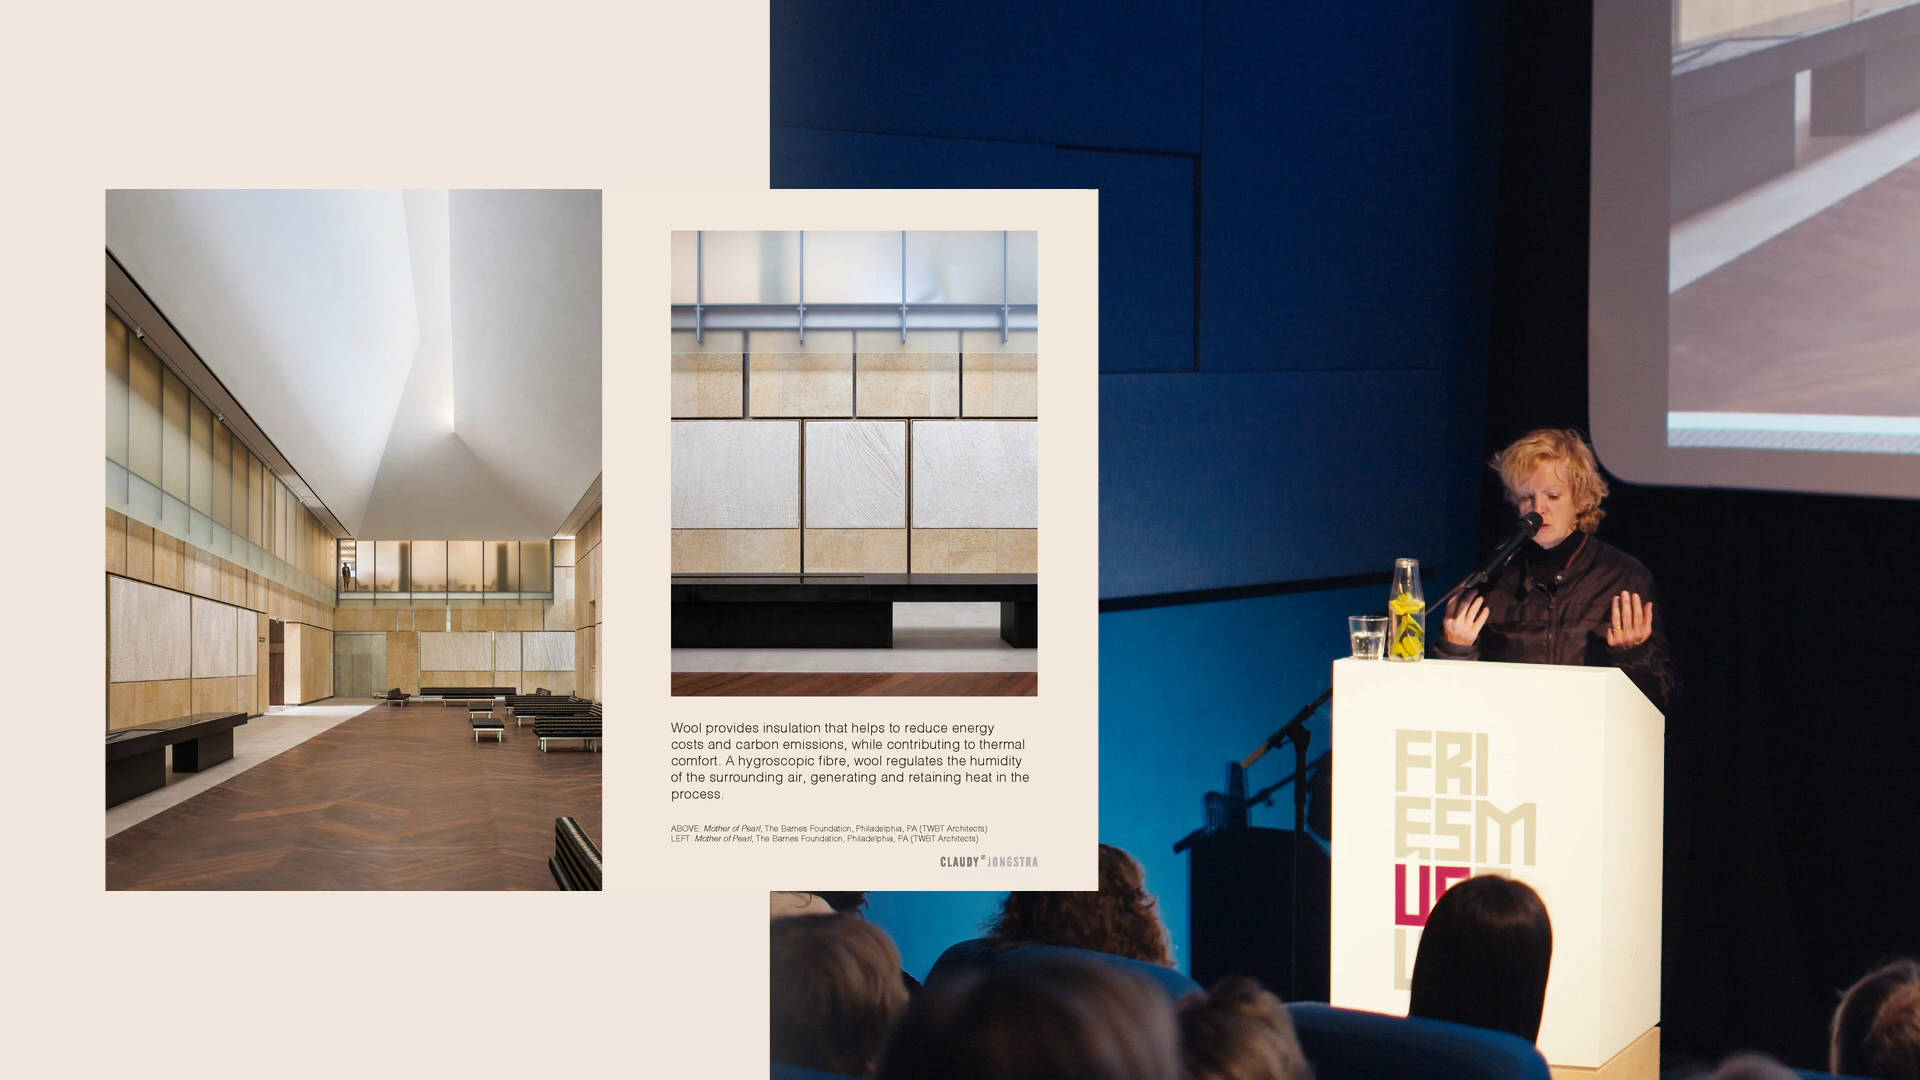 Wool provides insulation that helps to reduce energy
costs and carbon emissions, while contributing to thermal
comfort. A hygroscopic fibre, wool regulates the humidity
of the surrounding air, generating and retaining heat in the
process.
ABOVE: Mother of Pearl, The Barnes Foundation, Philadelphia, PA (TWBT Architects)
LEFT: Mother of Pearl, The Barnes Foundation, Philadelphia, PA (TWBT Architects)
CLAUDY JONGSTRA
FRI
ESM